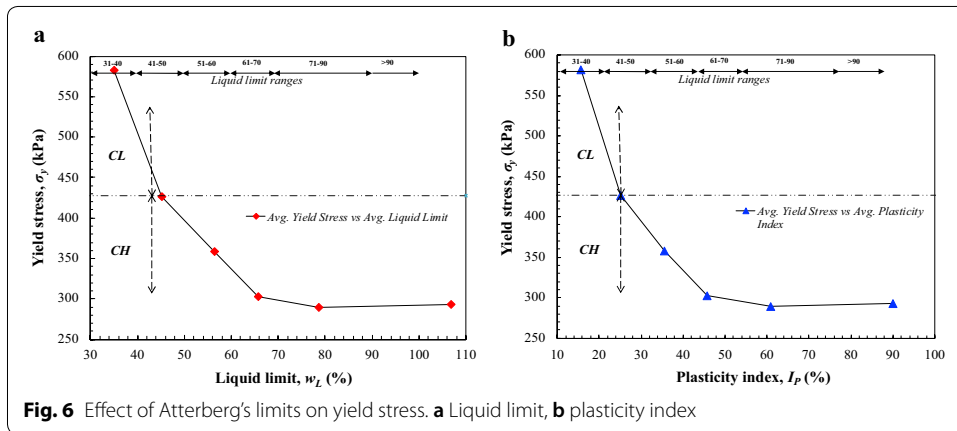 a
600
550
500
450
400
350
300
250
30 40 50 60 70 80 90 100 110
Yield stress, σy (kPa)
Liquid limit, wL (%)
31-40 41-50 51-60 61-70 71-90 >90
Liquid limit ranges
CL
CH
Avg. Yield Stress vs Avg. Liquid Limit
b
600
550
500
450
400
350
300
250
10 20 30 40 50 60 70 80 90 100
Yield stress, σy (kPa)
Plasticity index, IP (%)
31-40 41-50 51-60 61-70 71-90 >90
Liquid limit ranges
CL
CH
Avg. Yield Stress vs Avg. Plasticity
Index
Fig. 6 Effect of Atterberg's limits on yield stress. a Liquid limit, b plasticity index